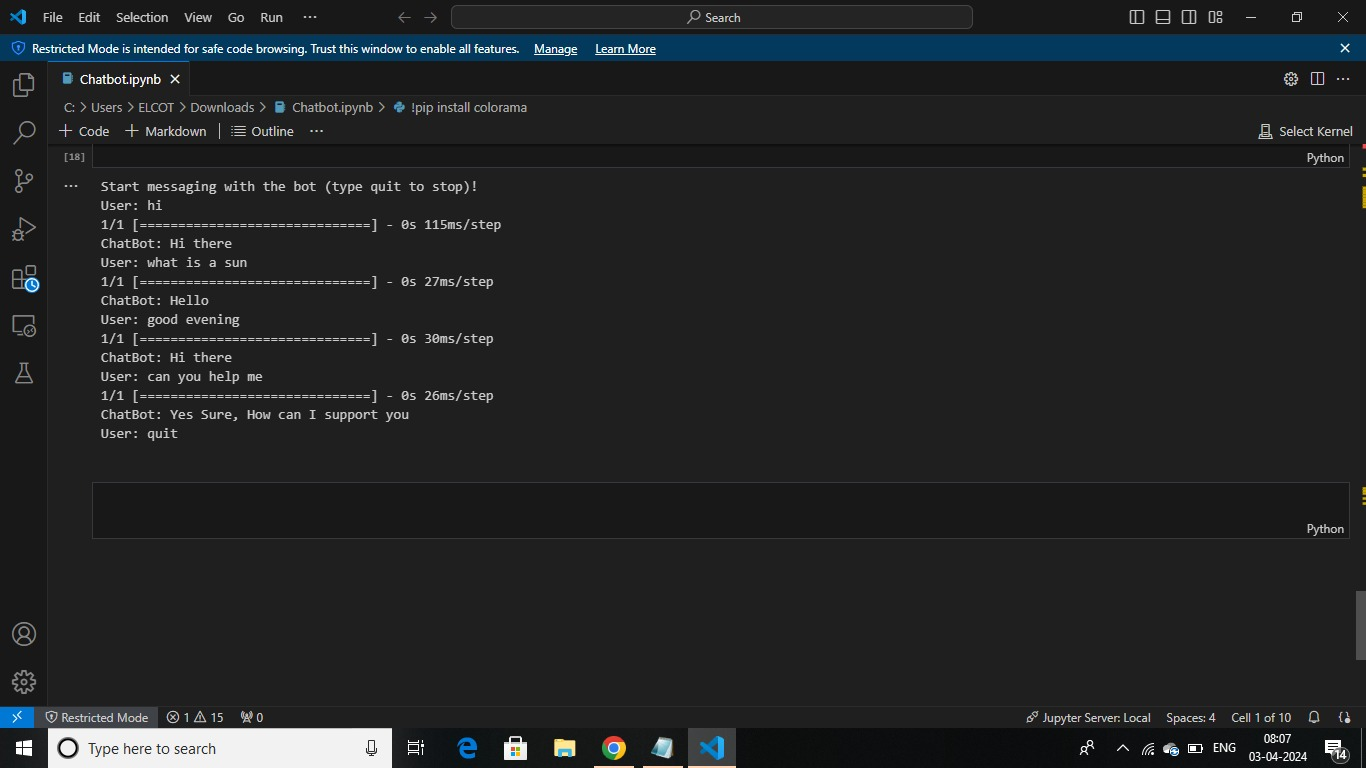 File Edit Selection View Go Run ··· Search
Restricted Mode is intended for safe code browsing. Trust this window to enable all features. Manage Learn More
Chatbot.ipynb
C: > Users > ELCOT > Downloads > Chatbot.ipynb > !pip install colorama
+ Code + Markdown Outline ··· Select Kernel
[18] Python
··· Start messaging with the bot (type quit to stop)!
User: hi
1/1 [==============================] - 0s 115ms/step
ChatBot: Hi there
User: what is a sun
1/1 [==============================] - 0s 27ms/step
ChatBot: Hello
User: good evening
1/1 [==============================] - 0s 30ms/step
ChatBot: Hi there
User: can you help me
1/1 [==============================] - 0s 26ms/step
ChatBot: Yes Sure, How can I support you
User: quit
Python
Restricted Mode 1 15 0 Jupyter Server: Local Spaces: 4 Cell 1 of 10
Type here to search ENG 08:07
03-04-2024 14